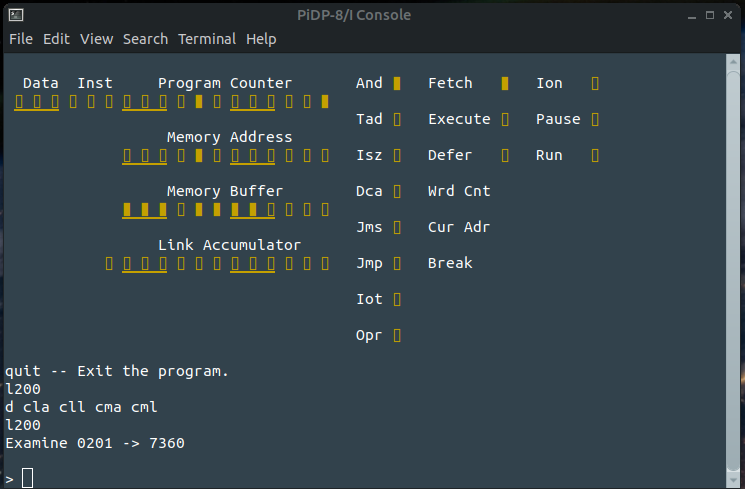 PiDP-8/I Console
File Edit View Search Terminal Help
Data Inst Program Counter And Fetch Ion
Tad Execute Pause
Memory Address
Isz Defer Run
Memory Buffer Dca Wrd Cnt
Jms Cur Adr
Link Accumulator
Jmp Break
Iot
Opr
quit -- Exit the program.
l200
d cla cll cma cml
l200
Examine 0201 -> 7360
>